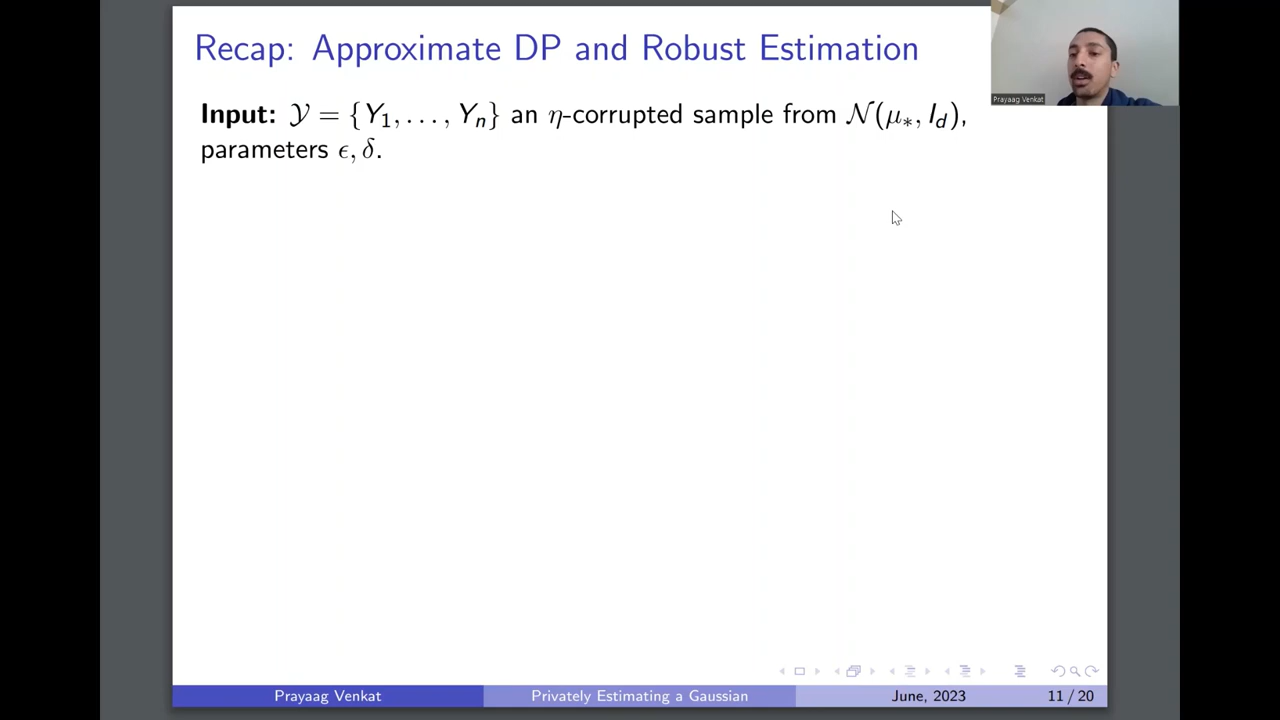 Recap: Approximate DP and Robust Estimation
Prayaag Venkat
Input: 𝒴 = {Y₁, . . . , Yₙ} an η-corrupted sample from 𝒩(μ∗, I_d),
parameters ϵ, δ.
Prayaag Venkat Privately Estimating a Gaussian June, 2023 11 / 20